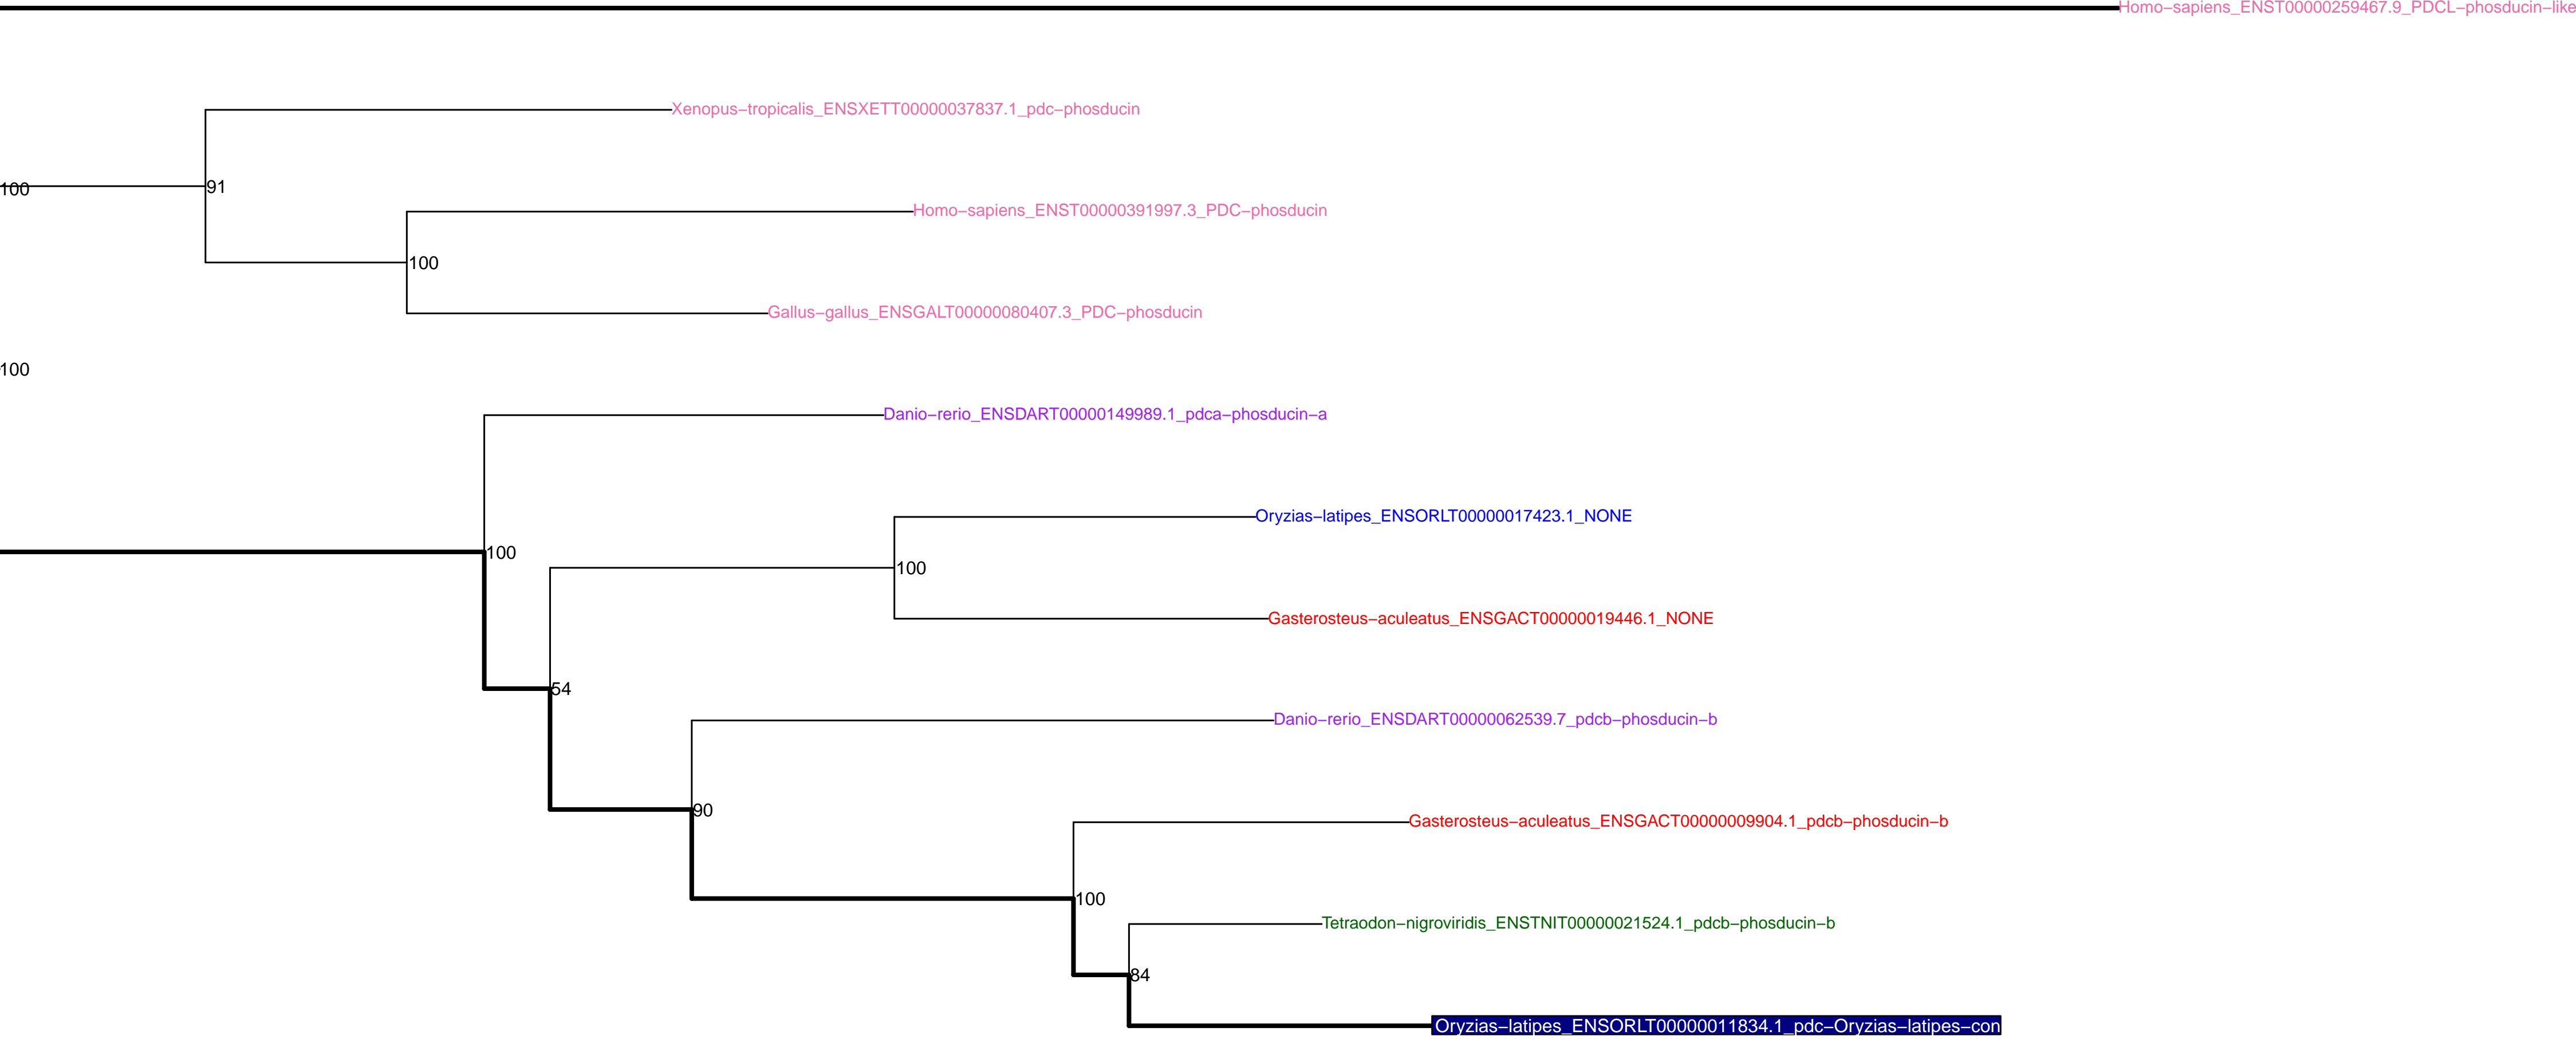 Homo−sapiens_ENST00000259467.9_PDCL−phosducin−like
Xenopus−tropicalis_ENSXETT00000037837.1_pdc−phosducin
100
91
Homo−sapiens_ENST00000391997.3_PDC−phosducin
100
Gallus−gallus_ENSGALT00000080407.3_PDC−phosducin
100
Danio−rerio_ENSDART00000149989.1_pdca−phosducin−a
Oryzias−latipes_ENSORLT00000017423.1_NONE
100
100
Gasterosteus−aculeatus_ENSGACT00000019446.1_NONE
54
Danio−rerio_ENSDART00000062539.7_pdcb−phosducin−b
90
Gasterosteus−aculeatus_ENSGACT00000009904.1_pdcb−phosducin−b
100
Tetraodon−nigroviridis_ENSTNIT00000021524.1_pdcb−phosducin−b
84
Oryzias−latipes_ENSORLT00000011834.1_pdc−Oryzias−latipes−con